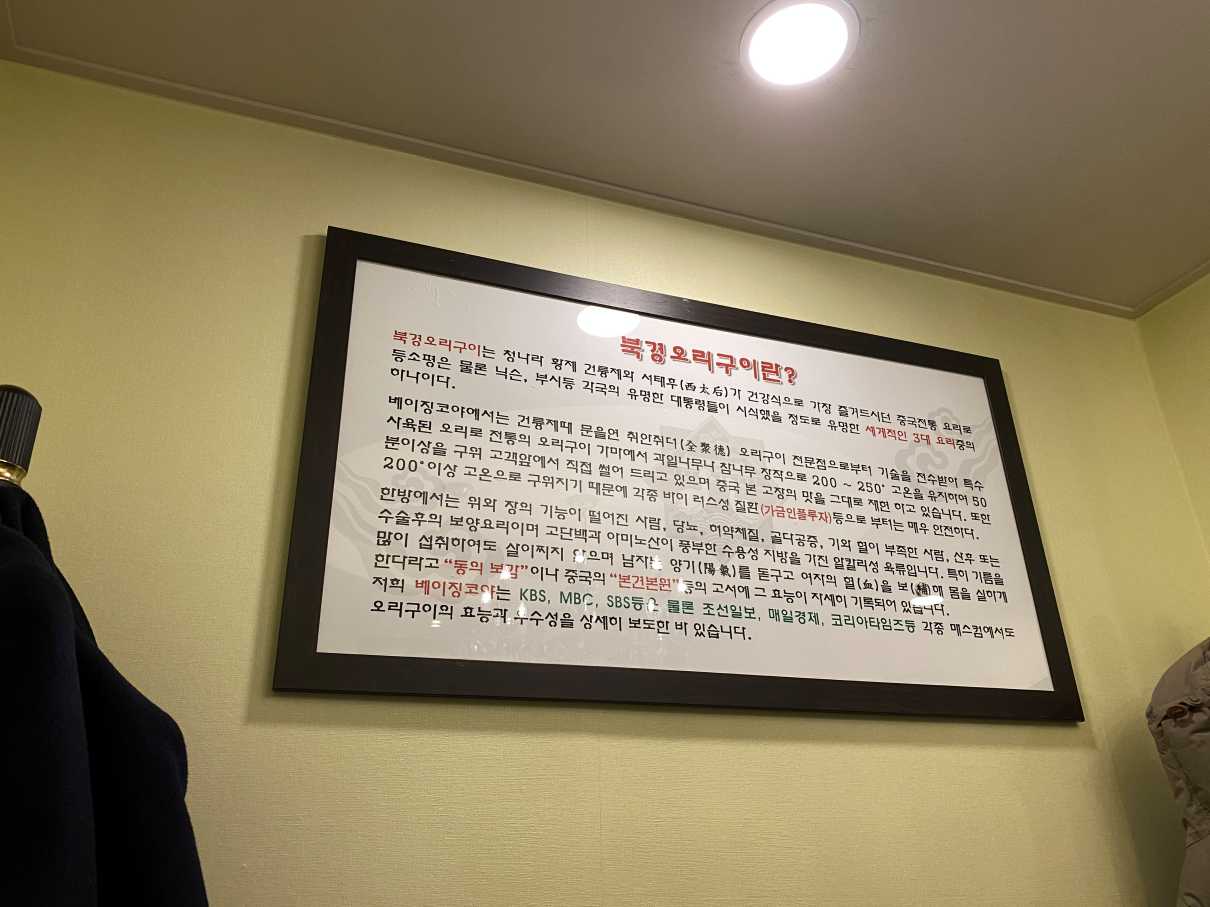 북경오리구이란?
북경오리구이는 청나라 황제 건륭제와 서태후(西太后)가 건강식으로 가장 즐겨드시던 중국전통 요리로
등소평은 물론 닉슨, 부시등 각국의 유명한 대통령들이 시식했을 정도로 유명한 세계적인 3대 요리중의
하나이다.
베이징코야에서는 건륭제때 문을연 취안쥐더(全聚德) 오리구이 전문점으로부터 기술을 전수받아 특수
사육된 오리로 전통의 오리구이 가마에서 과일나무나 참나무 장작으로 200 ~ 250° 고온을 유지하여 50
분이상을 구워 고객앞에서 직접 썰어 드리고 있으며 중국 본 고장의 맛을 그대로 재현 하고 있습니다. 또한
200°이상 고온으로 구워지기 때문에 각종 바이 러스성 질환(가금인플루자)등으로 부터는 매우 안전하다.
한방에서는 위와 장의 기능이 떨어진 사람, 당뇨, 허약체질, 골다공증, 기와 혈이 부족한 사람, 산후 또는
수술후의 보양요리이며 고단백과 아미노산이 풍부한 수용성 지방을 가진 알칼리성 육류입니다. 특히 기름을
많이 섭취하여도 살이찌지 않으며 남자는 양기(陽氣)를 돋구고 여자의 혈(血)을 보(補)해 몸을 실하게
한다라고 "동의 보감"이나 중국의 "본건본원"등의 고서에 그 효능이 자세히 기록되어 있습니다.
저희 베이징코야는 KBS, MBC, SBS등은 물론 조선일보, 매일경제, 코리아타임즈등 각종 매스컴에서도
오리구이의 효능과 우수성을 상세히 보도한 바 있습니다.